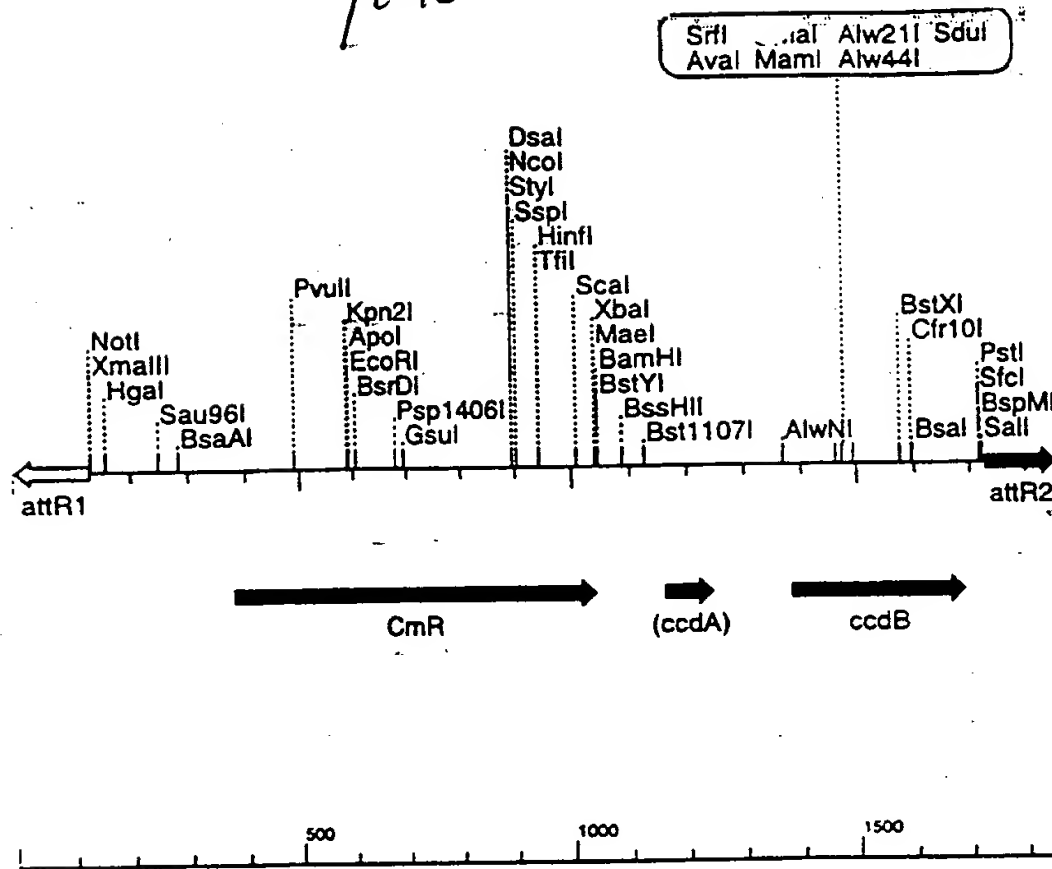 SrfI Alw21I SduI
AvaI MamI Alw44I
DsaI
NcoI
StyI
SspI
HinfI
TfiI
PvuII
ScaI
Kpn2I
XbaI
BstXI
ApoI
MaeI
Cfr10I
NotI
EcoRI
BamHI
PstI
XmaIII
BsrDI
BstYI
SfcI
HgaI
Psp1406I
BssHII
BspMI
Sau96I
GsuI
Bst1107I
AlwNI
BsaI
SalI
BsaAI
attR1
attR2
CmR
(ccdA)
ccdB
500
1000
1500